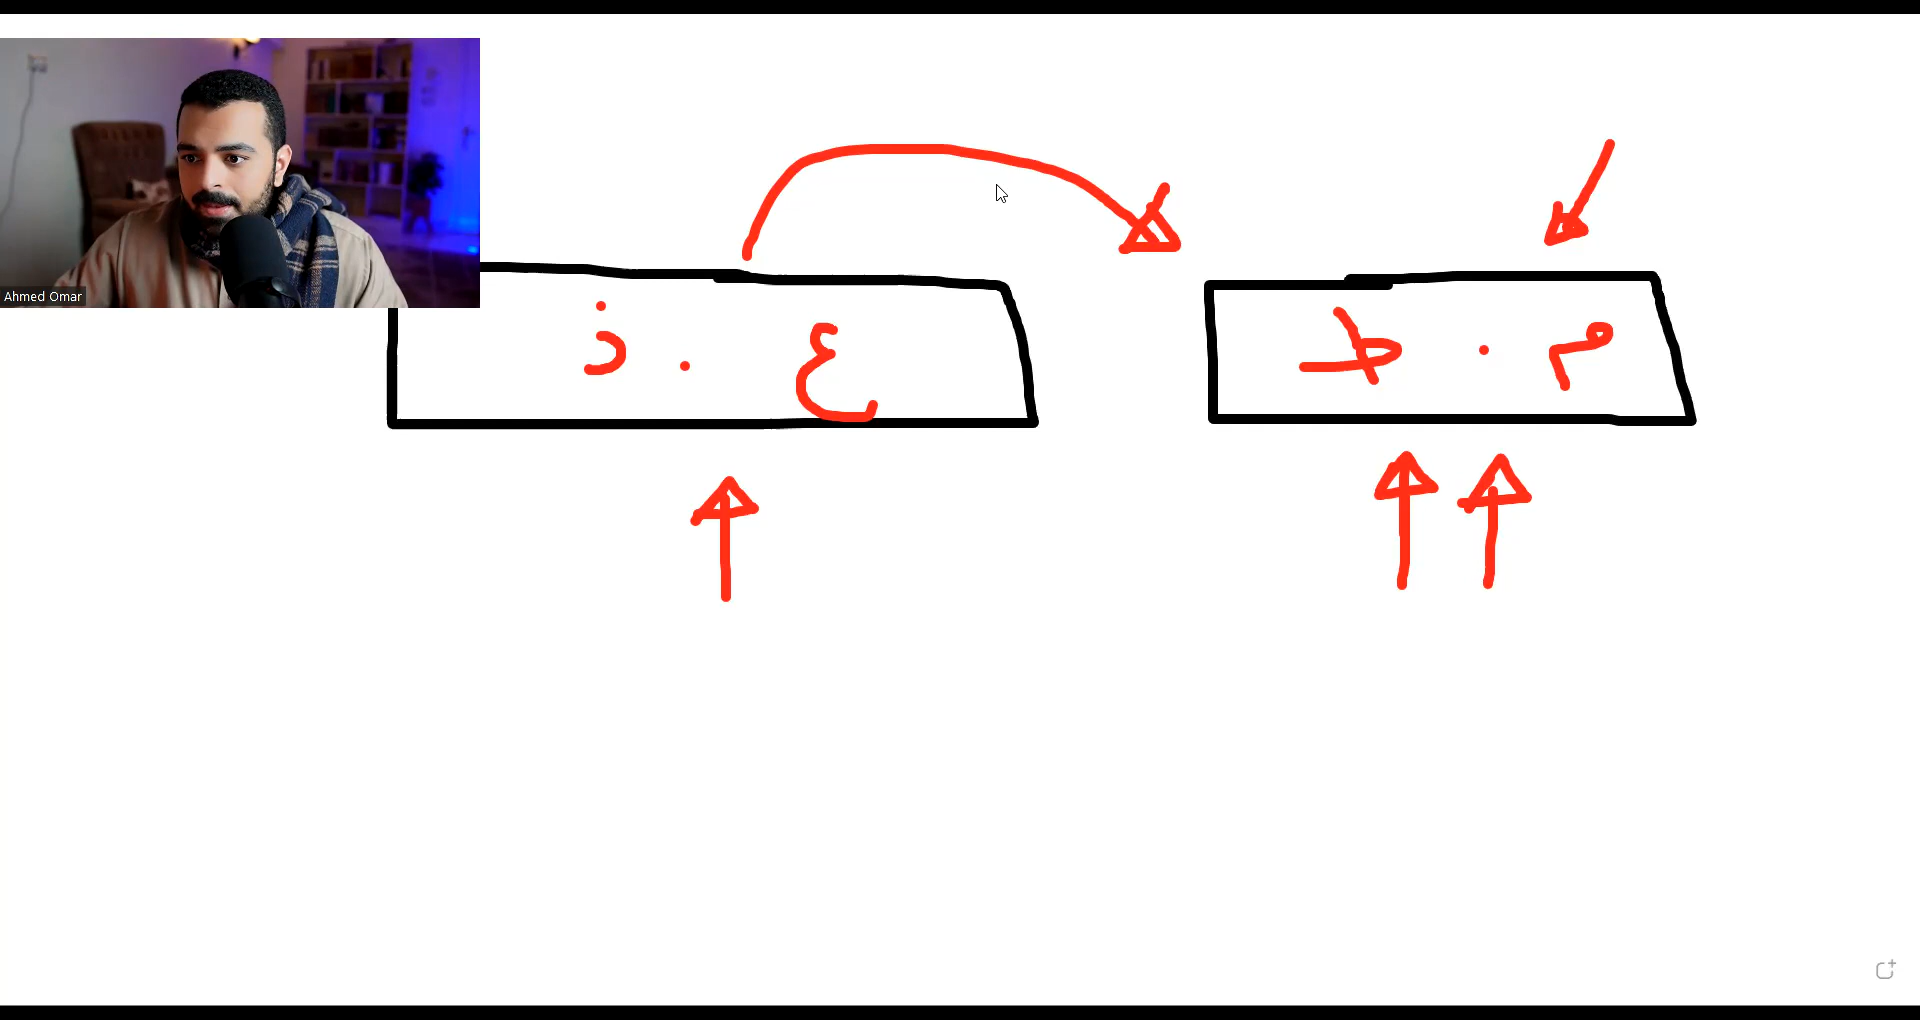 Ahmed Omar
م . ط
ع . ذ